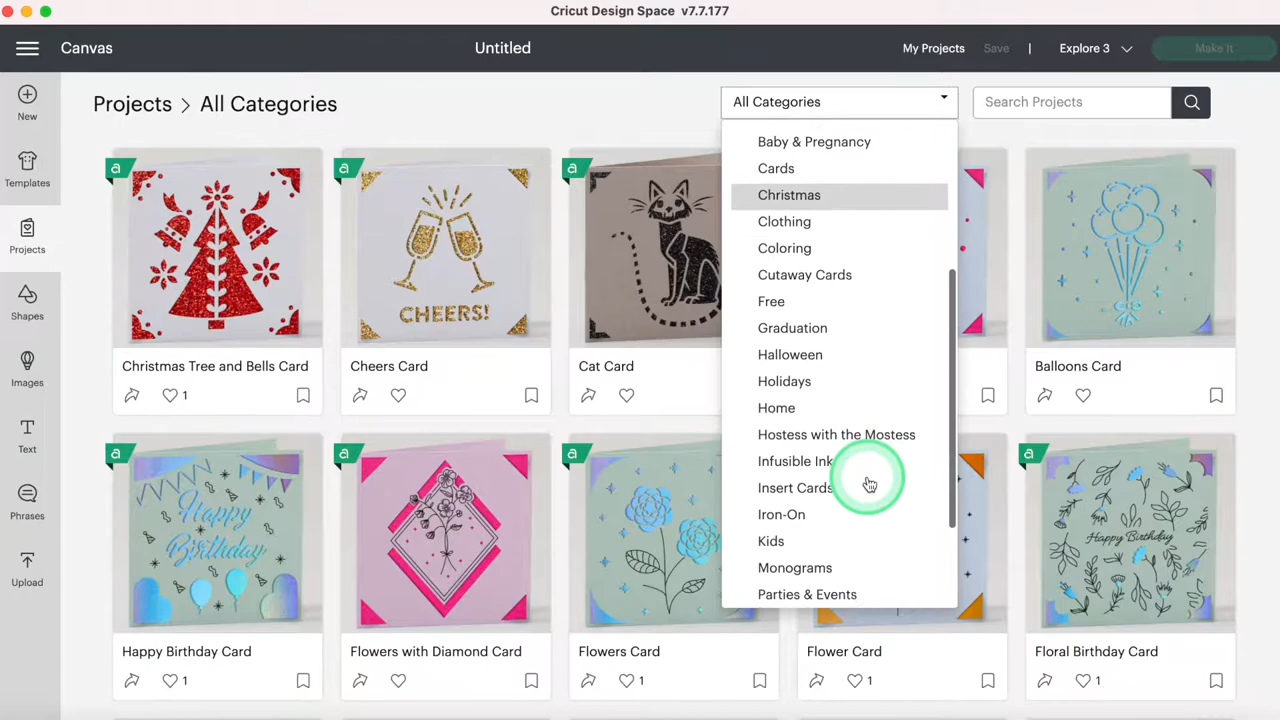 Cricut Design Space v7.7.177
Canvas
Untitled
My Projects Save | Explore 3 Make It
New
Templates
Projects
Shapes
Images
Text
Phrases
Upload
Projects > All Categories
All Categories
Search Projects
Baby & Pregnancy
Cards
Christmas
Clothing
Coloring
Cutaway Cards
Free
Graduation
Halloween
Holidays
Home
Hostess with the Mostess
Infusible Ink
Insert Cards
Iron-On
Kids
Monograms
Parties & Events
a
a
a
CHEERS!
Christmas Tree and Bells Card
Cheers Card
Cat Card
Balloons Card
1
a
a
a
a
Happy
Birthday
Happy Birthday
Happy Birthday Card
Flowers with Diamond Card
Flowers Card
Flower Card
Floral Birthday Card
1
1
1
1